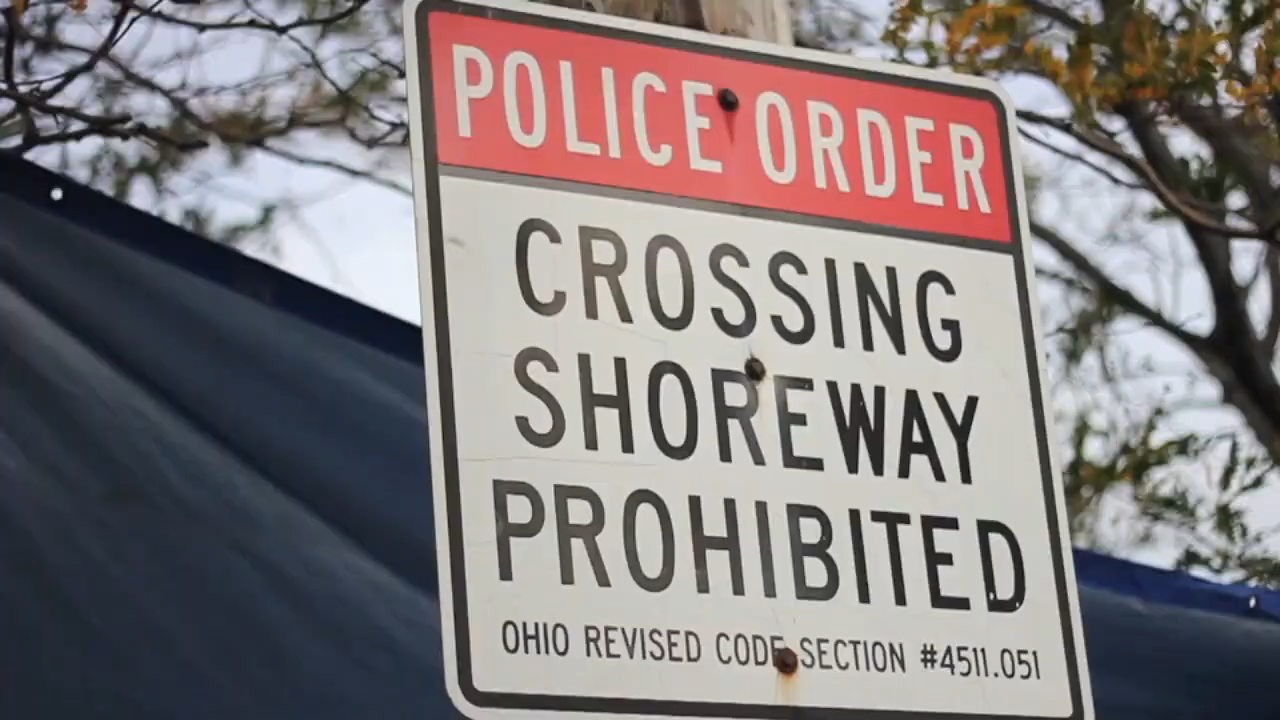 POLICE ORDER
CROSSING
SHOREWAY
PROHIBITED
OHIO REVISED CODE SECTION #4511.051